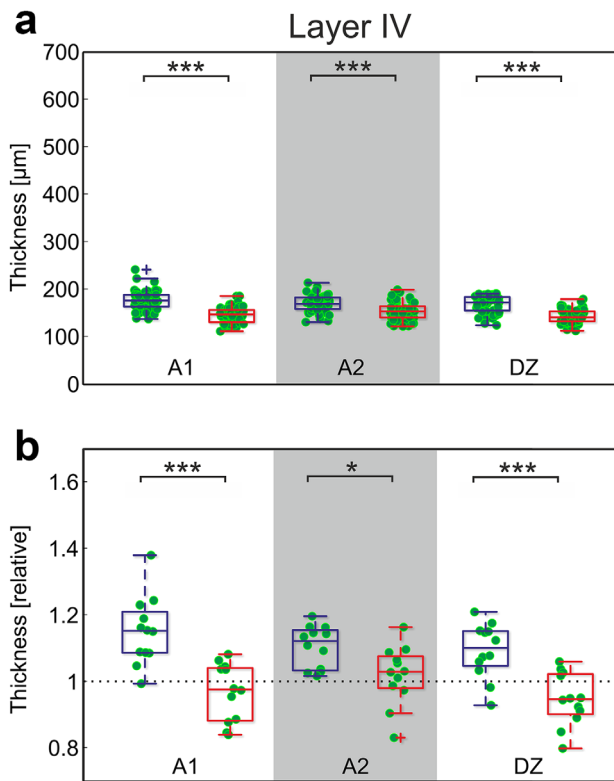 a
Layer IV
Thickness [µm]
700
600
500
400
300
200
100
0
***
***
***
A1
A2
DZ
b
Thickness [relative]
1.6
1.4
1.2
1
0.8
***
*
***
A1
A2
DZ